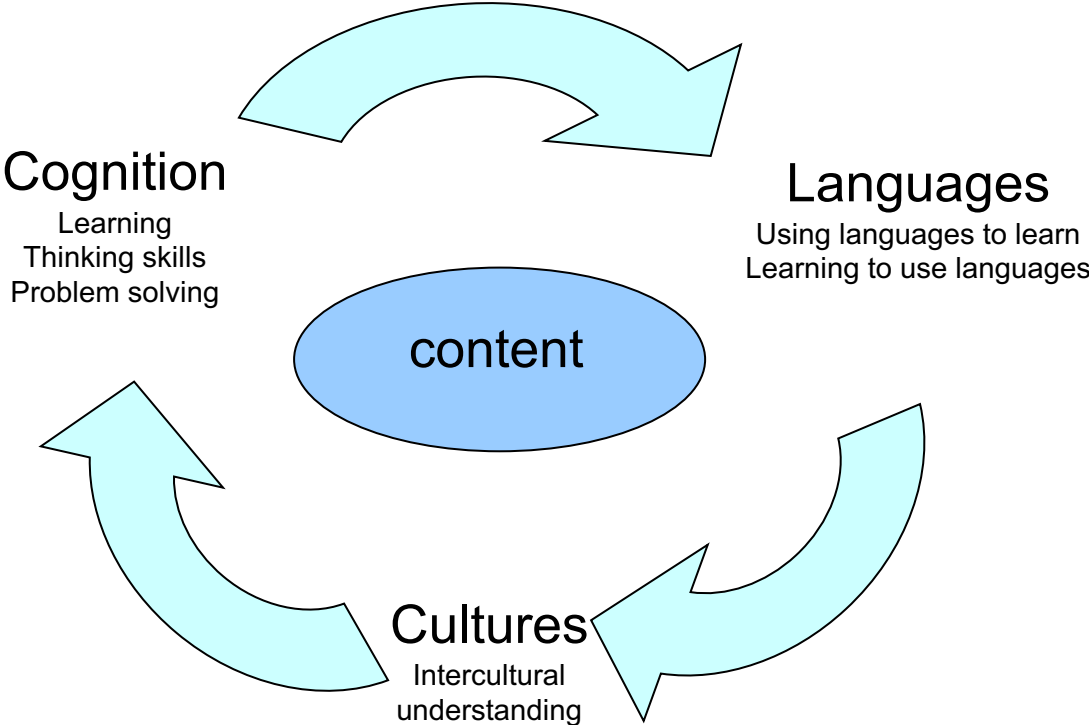 Cognition
Learning
Thinking skills
Problem solving
Languages
Using languages to learn
Learning to use languages
content
Cultures
Intercultural
understanding